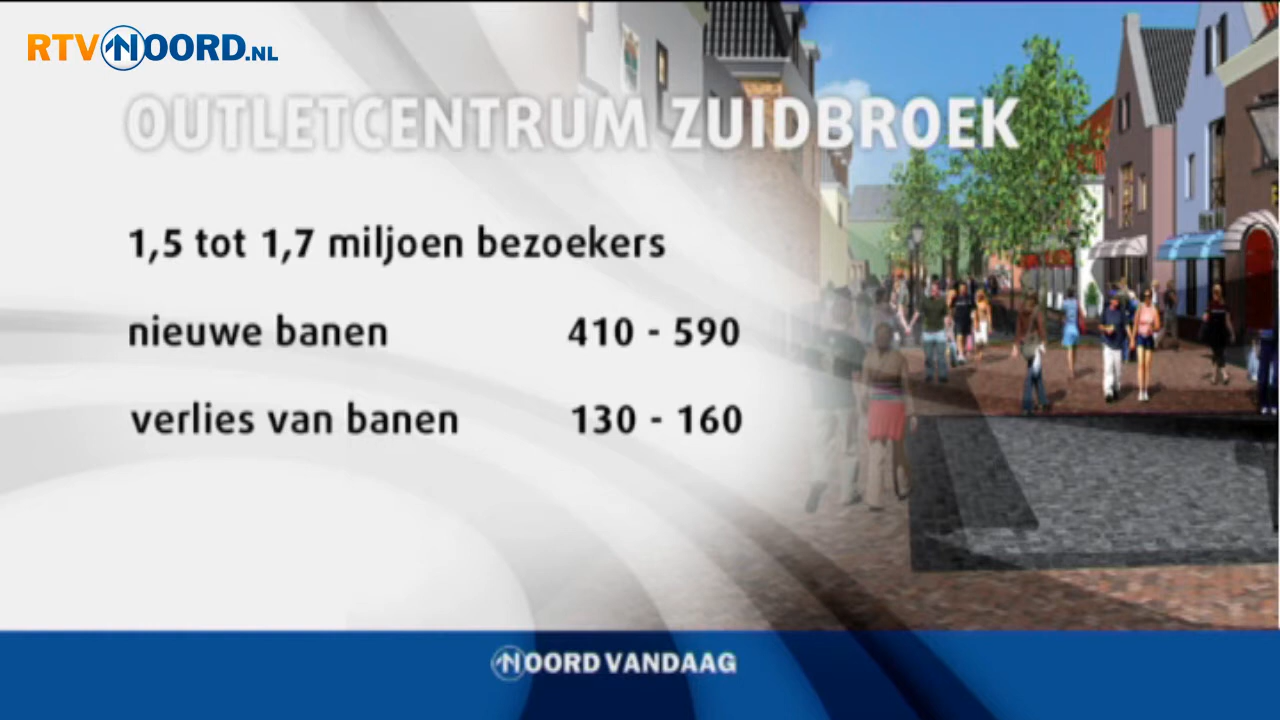 RTVNOORD.NL
OUTLETCENTRUM ZUIDBROEK
1,5 tot 1,7 miljoen bezoekers
nieuwe banen 410 - 590
verlies van banen 130 - 160
NOORD VANDAAG